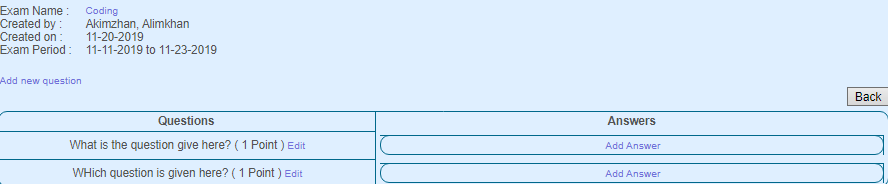 Exam Name : Coding
Created by : Akimzhan, Alimkhan
Created on : 11-20-2019
Exam Period : 11-11-2019 to 11-23-2019
Add new question
Back
Questions Answers
What is the question give here? ( 1 Point ) Edit Add Answer
WHich question is given here? ( 1 Point ) Edit Add Answer